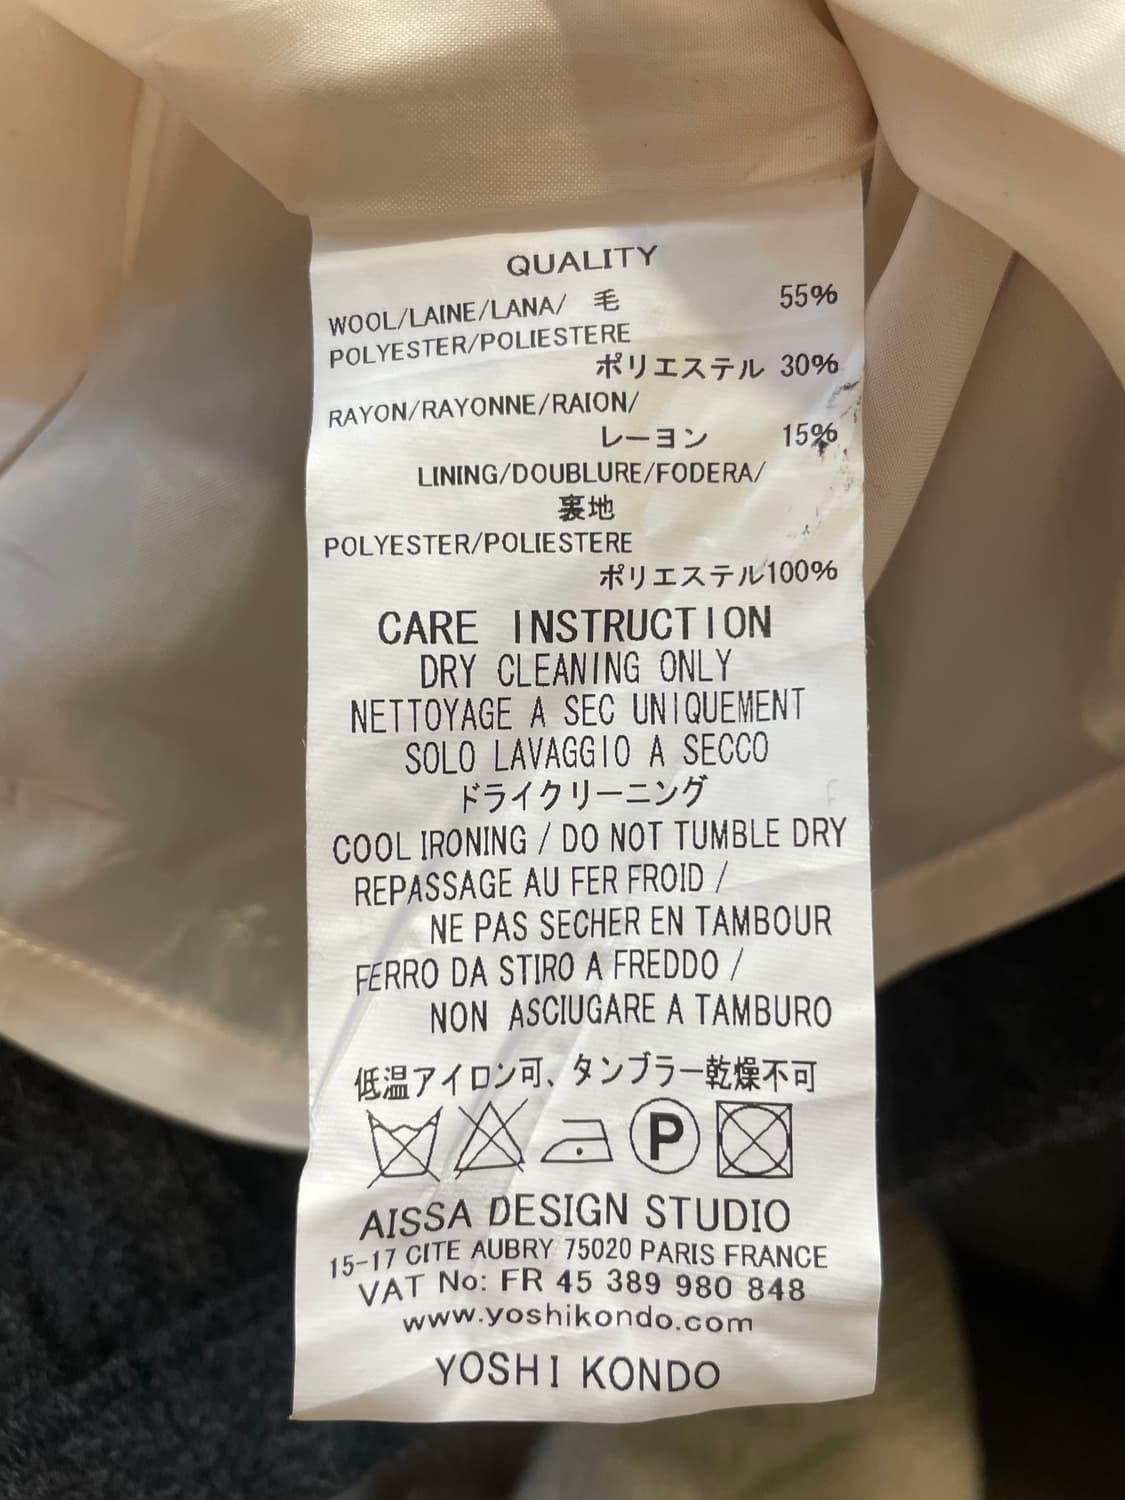 QUALITY
WOOL/LAINE/LANA/ 毛 55%
POLYESTER/POLIESTERE
ポリエステル 30%
RAYON/RAYONNE/RAION/
レーヨン 15%
LINING/DOUBLURE/FODERA/
裏地
POLYESTER/POLIESTERE
ポリエステル100%
CARE INSTRUCTION
DRY CLEANING ONLY
NETTOYAGE A SEC UNIQUEMENT
SOLO LAVAGGIO A SECCO
ドライクリーニング
COOL IRONING / DO NOT TUMBLE DRY
REPASSAGE AU FER FROID /
NE PAS SECHER EN TAMBOUR
FERRO DA STIRO A FREDDO /
NON ASCIUGARE A TAMBURO
低温アイロン可、タンブラー乾燥不可
P
AISSA DESIGN STUDIO
15-17 CITE AUBRY 75020 PARIS FRANCE
VAT No: FR 45 389 980 848
www.yoshikondo.com
YOSHI KONDO